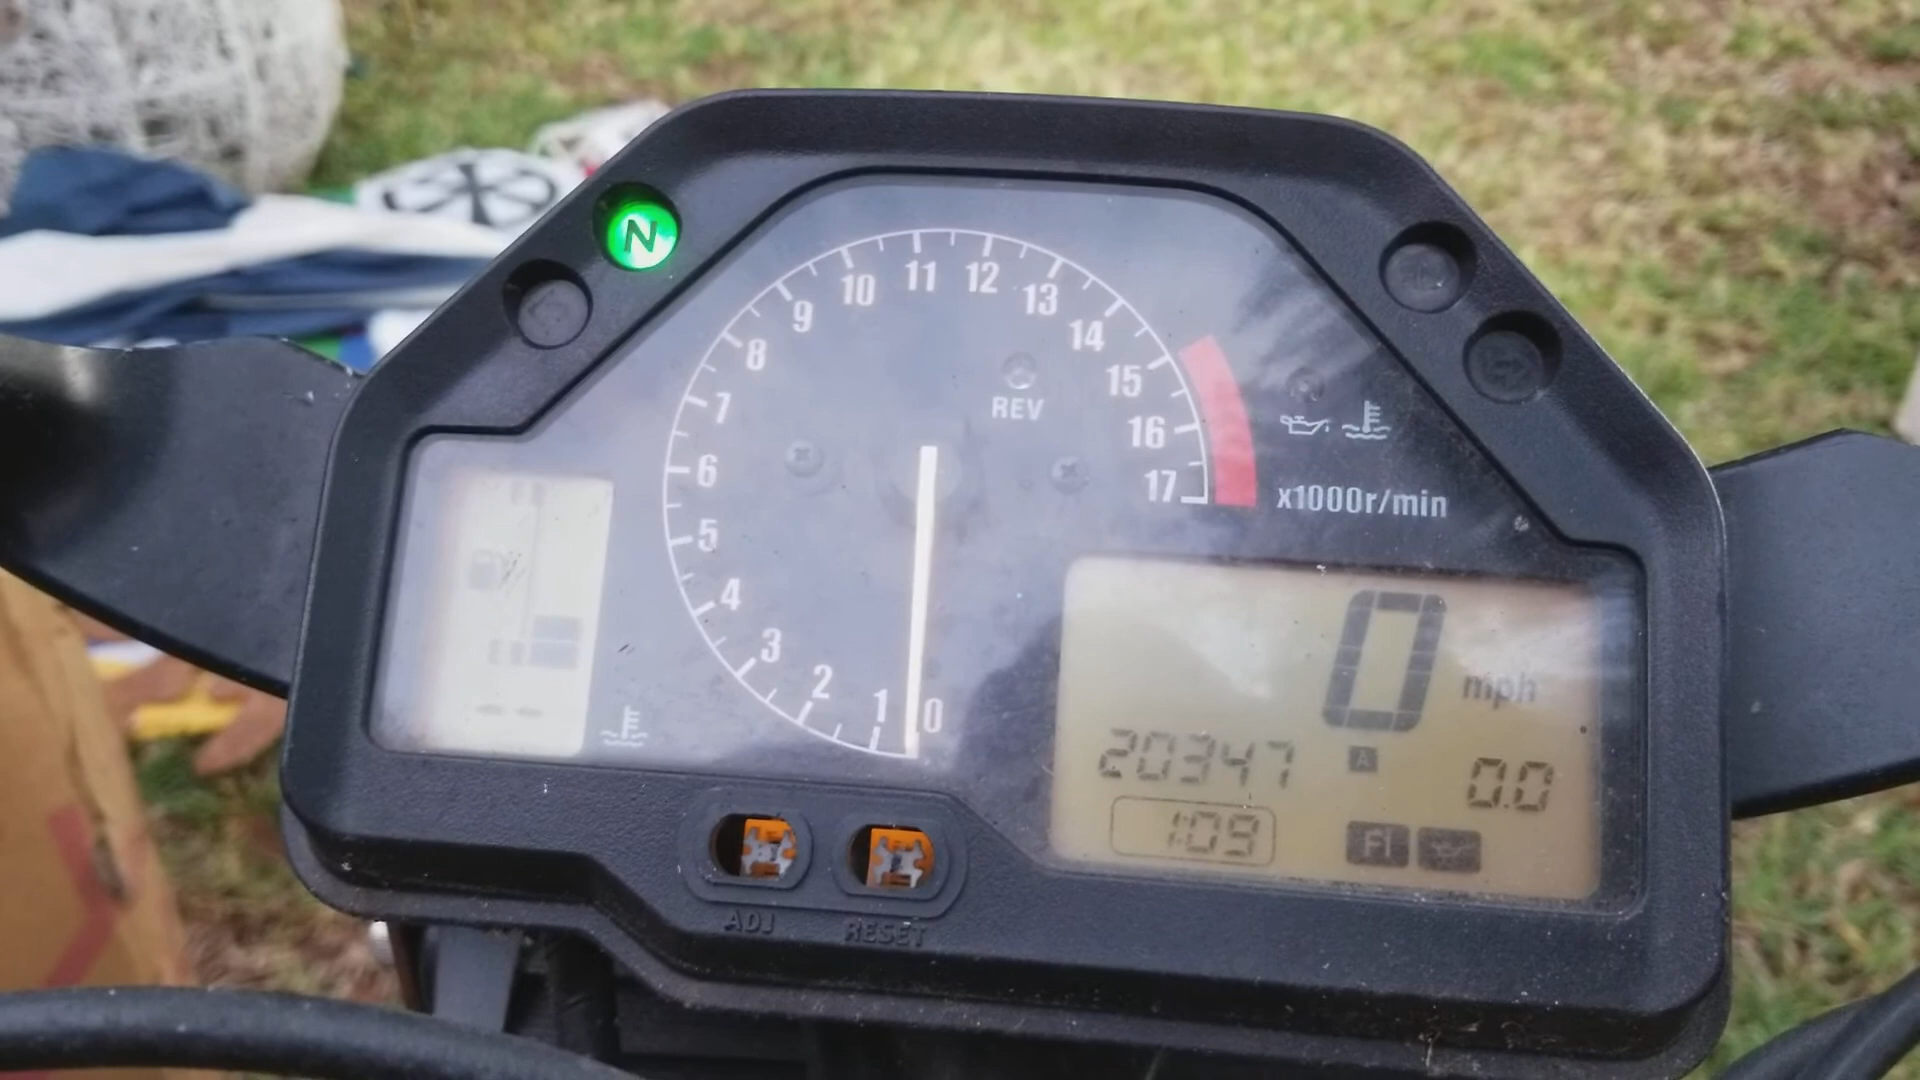 N
10 11 12
9 13
8 14
7 REV 15
6 16
5 17
x1000r/min
4
3
2
1 0
0 mph
20347 A 0.0
1:09 FI
ADJ RESET